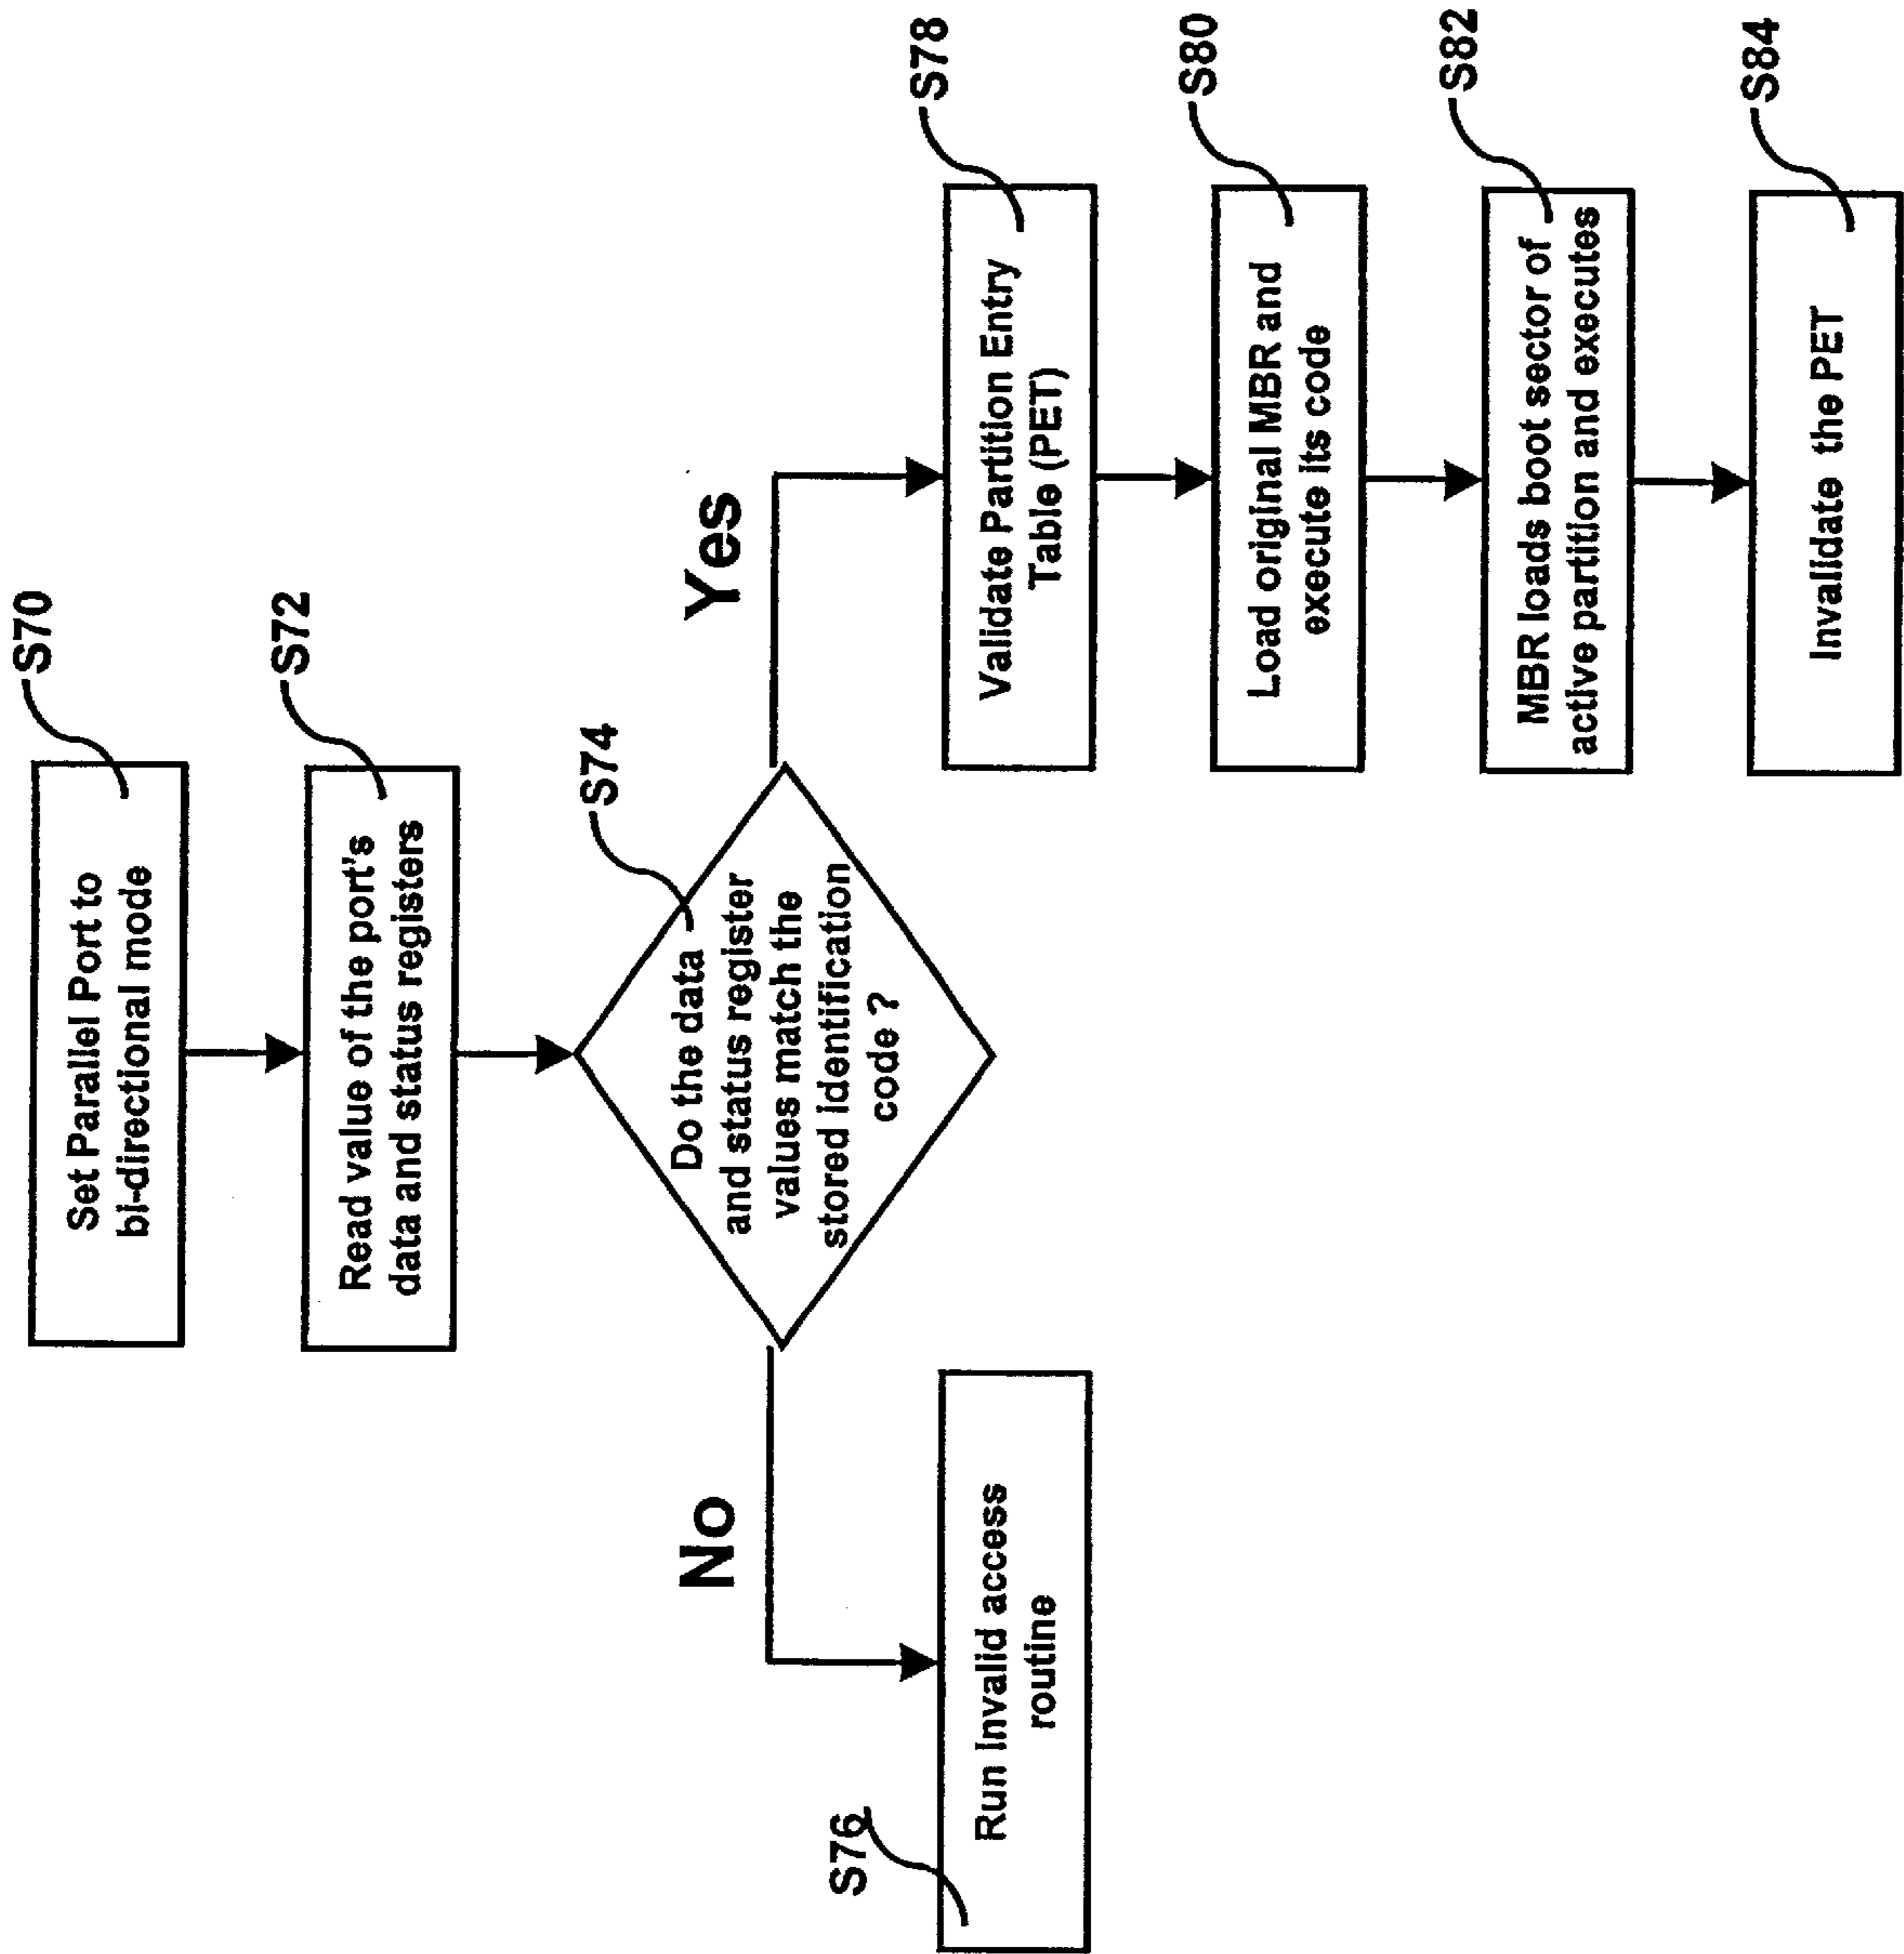 S70
Set Parallel Port to
bi-directional mode
S72
Read value of the port's
data and status registers
S74
Do the data
and status register
values match the
stored identification
code ?
No
Yes
S76
Run Invalid access
routine
S78
Validate Partition Entry
Table (PET)
S80
Load original MBR and
execute its code
S82
MBR loads boot sector of
active partition and executes
S84
Invalidate the PET